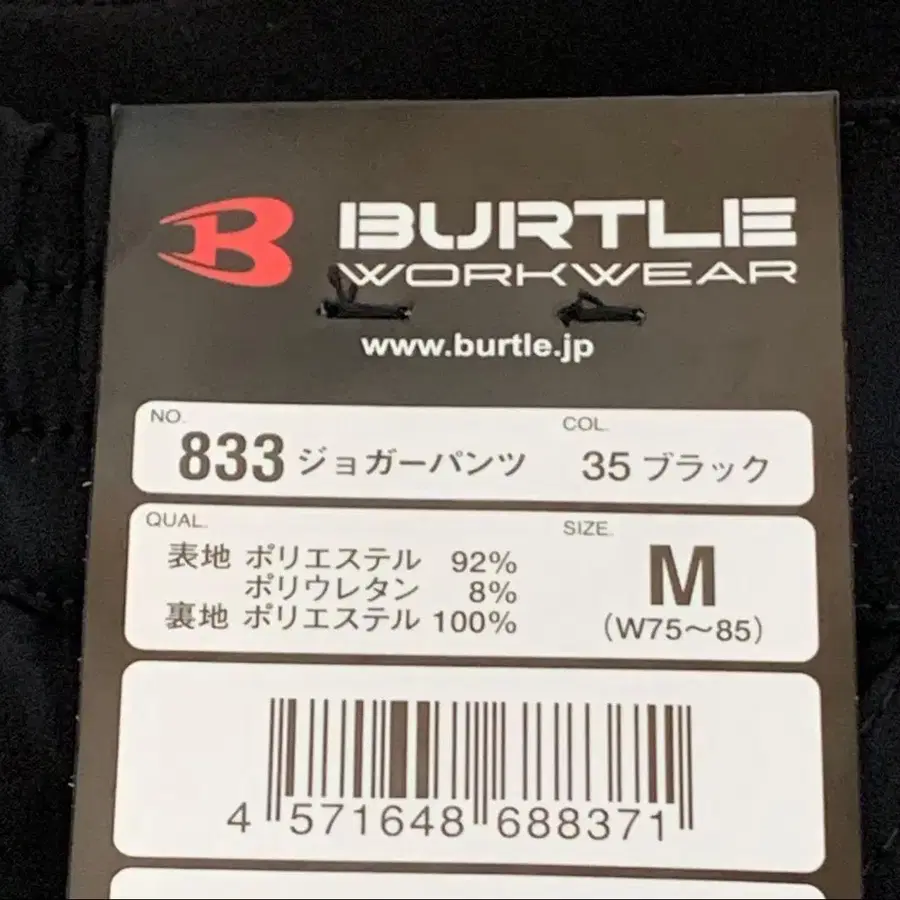 BURTLE
WORKWEAR
www.burtle.jp
NO.
COL.
833 ジョガーパンツ 35 ブラック
QUAL.
SIZE.
表地 ポリエステル 92%
ポリウレタン 8%
裏地 ポリエステル 100%
M
(W75～85)
4 571648 688371